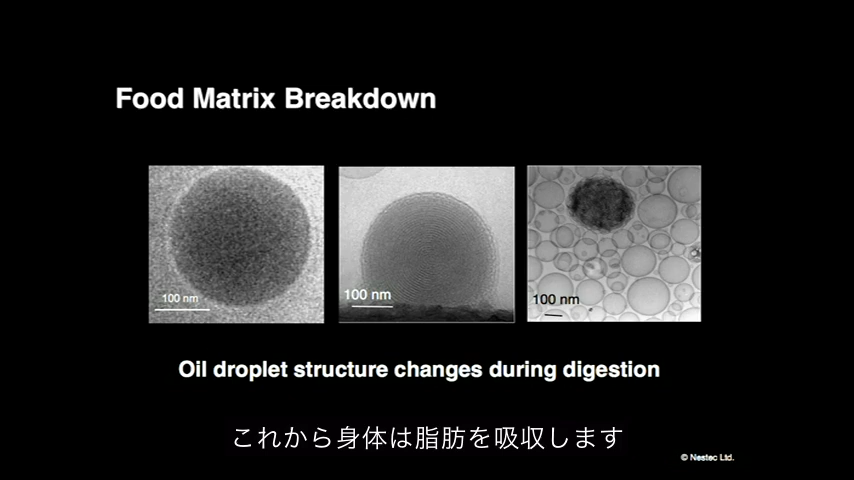 Food Matrix Breakdown
100 nm
100 nm
100 nm
Oil droplet structure changes during digestion
これから身体は脂肪を吸収します
© Nestec Ltd.